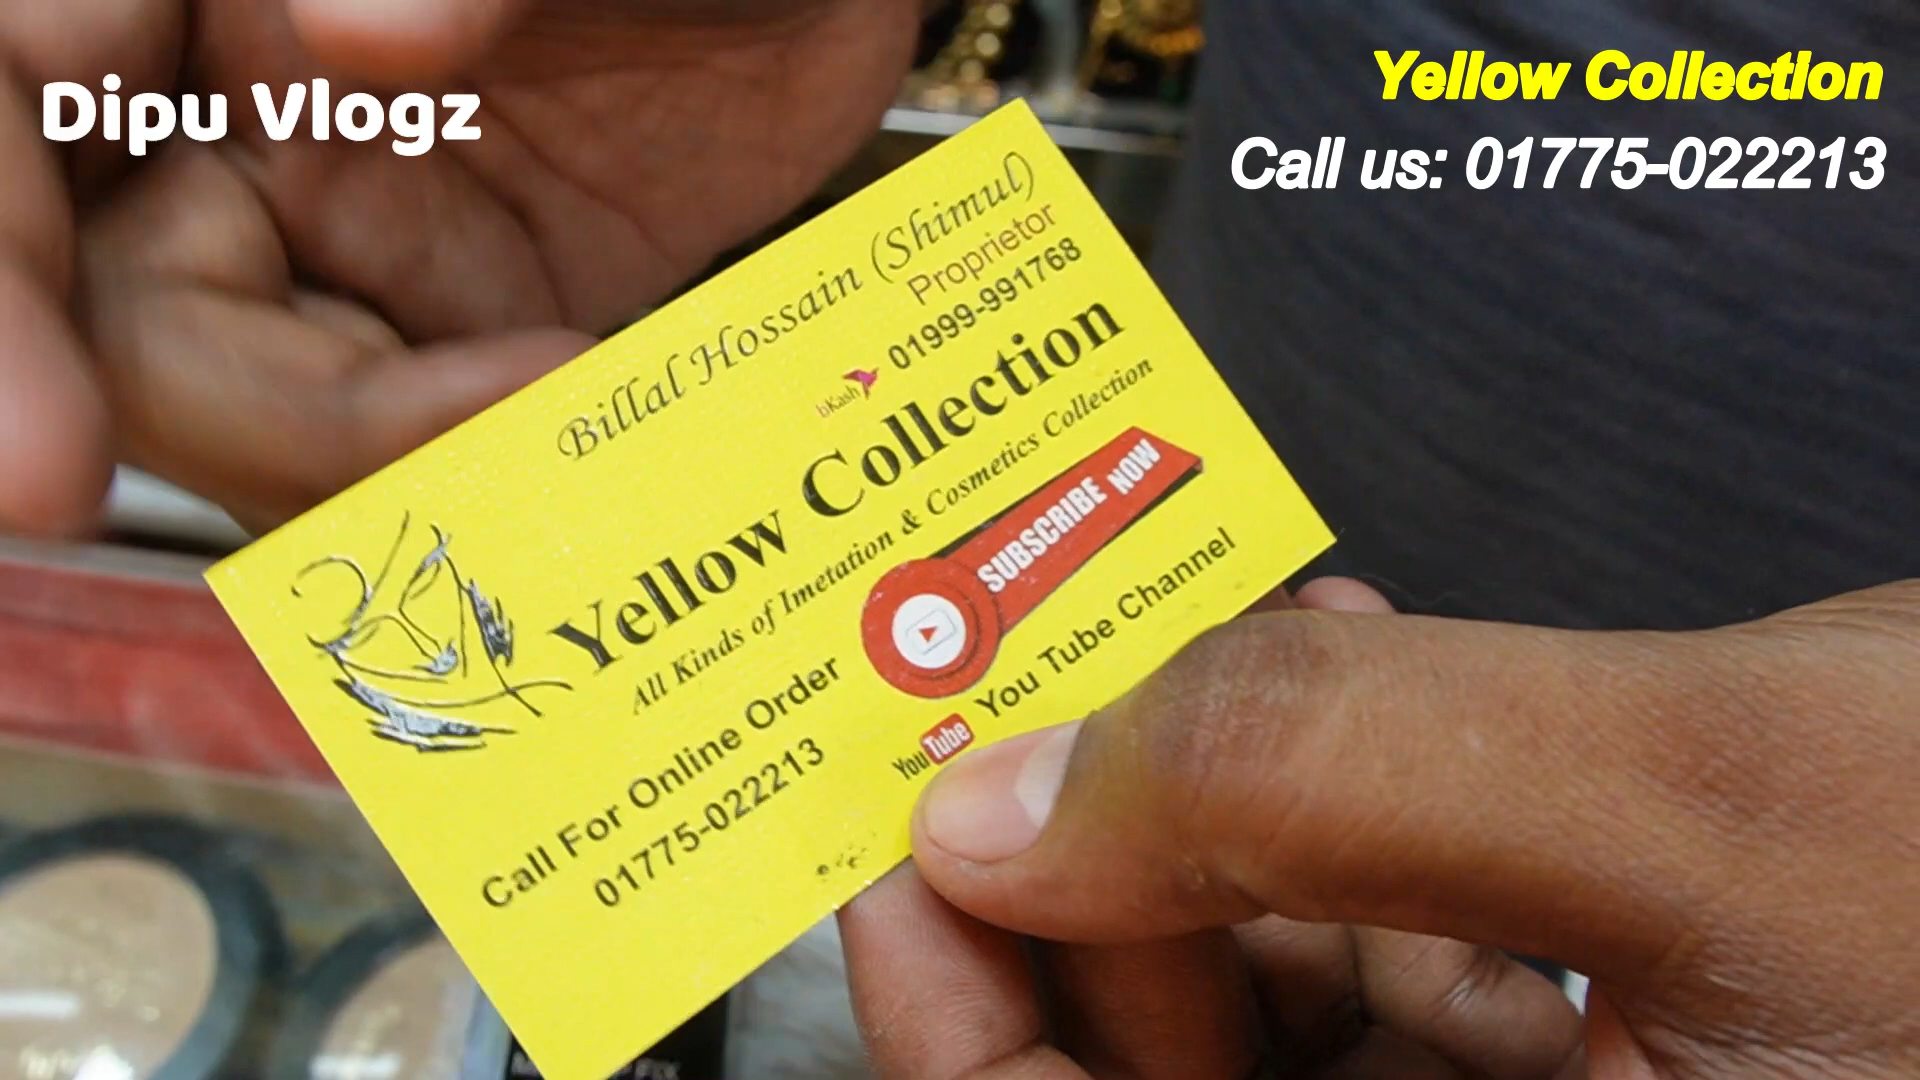 Dipu Vlogz
Yellow Collection
Call us: 01775-022213
Billal Hossain (Shimul)
Proprietor
bKash 01999-991768
Yellow Collection
All Kinds of Imetation & Cosmetics Collection
SUBSCRIBE NOW
Call For Online Order
01775-022213
YouTube You Tube Channel